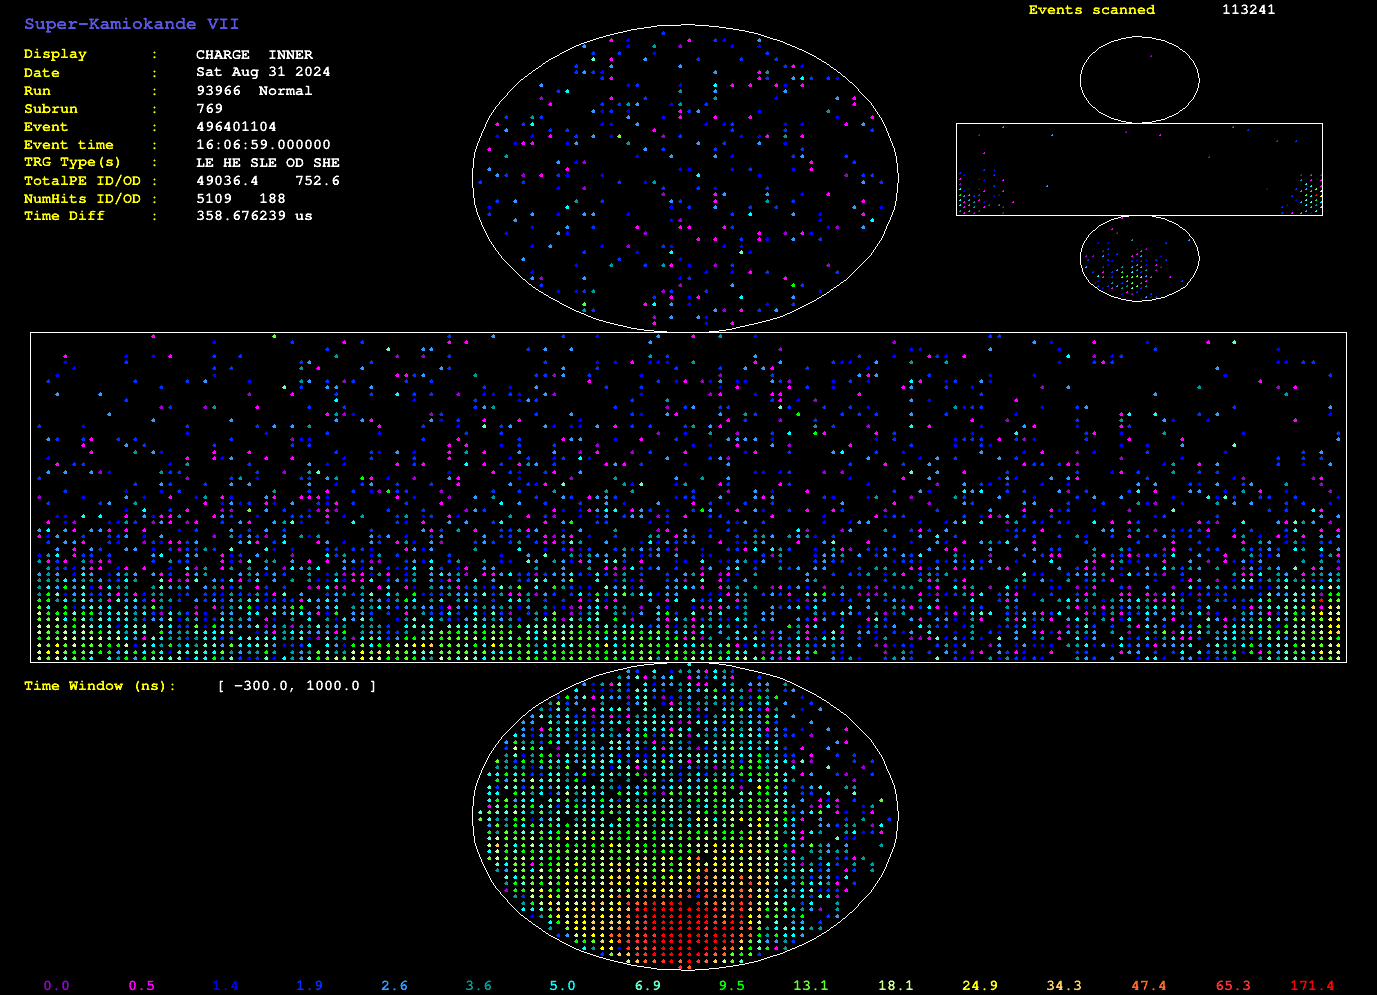 Super-Kamiokande VII
Events scanned 113241
Display : CHARGE INNER
Date : Sat Aug 31 2024
Run : 93966 Normal
Subrun : 769
Event : 496401104
Event time : 16:06:59.000000
TRG Type(s) : LE HE SLE OD SHE
TotalPE ID/OD : 49036.4 752.6
NumHits ID/OD : 5109 188
Time Diff : 358.676239 us
Time Window (ns): [ -300.0, 1000.0 ]
0.0 0.5 1.4 1.9 2.6 3.6 5.0 6.9 9.5 13.1 18.1 24.9 34.3 47.4 65.3 171.4